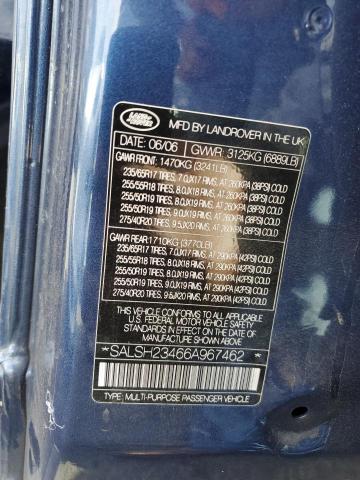 LAND
ROVER
MFD BY LANDROVER IN THE UK
DATE: 06/06 GVWR 3125KG (6889LB)
GAWR FRONT: 1470KG (3241LB)
235/65R17 TIRES, 7.0JX17 RIMS, AT 260KPA (38PSI) COLD
255/55R18 TIRES, 8.0JX18 RIMS, AT 260KPA (38PSI) COLD
255/50R19 TIRES, 8.0JX19 RIMS, AT 260KPA (38PSI) COLD
255/50R19 TIRES, 9.0JX19 RIMS, AT 260KPA (38PSI) COLD
275/40R20 TIRES, 9.5JX20 RIMS, AT 260KPA (38PSI) COLD
GAWR REAR: 1710KG (3770LB)
235/65R17 TIRES, 7.0JX17 RIMS, AT 290KPA (42PSI) COLD
255/55R18 TIRES, 8.0JX18 RIMS, AT 290KPA (42PSI) COLD
255/50R19 TIRES, 8.0JX19 RIMS, AT 290KPA (42PSI) COLD
255/50R19 TIRES, 9.0JX19 RIMS, AT 290KPA (42PSI) COLD
275/40R20 TIRES, 9.5JX20 RIMS, AT 290KPA (42PSI) COLD
THIS VEHICLE CONFORMS TO ALL APPLICABLE
U.S. FEDERAL MOTOR VEHICLE SAFETY STANDARDS
IN EFFECT ON THE DATE OF MANUFACTURE
SHOWN ABOVE
*SALSH23466A967462*
TYPE: MULTI-PURPOSE PASSENGER VEHICLE